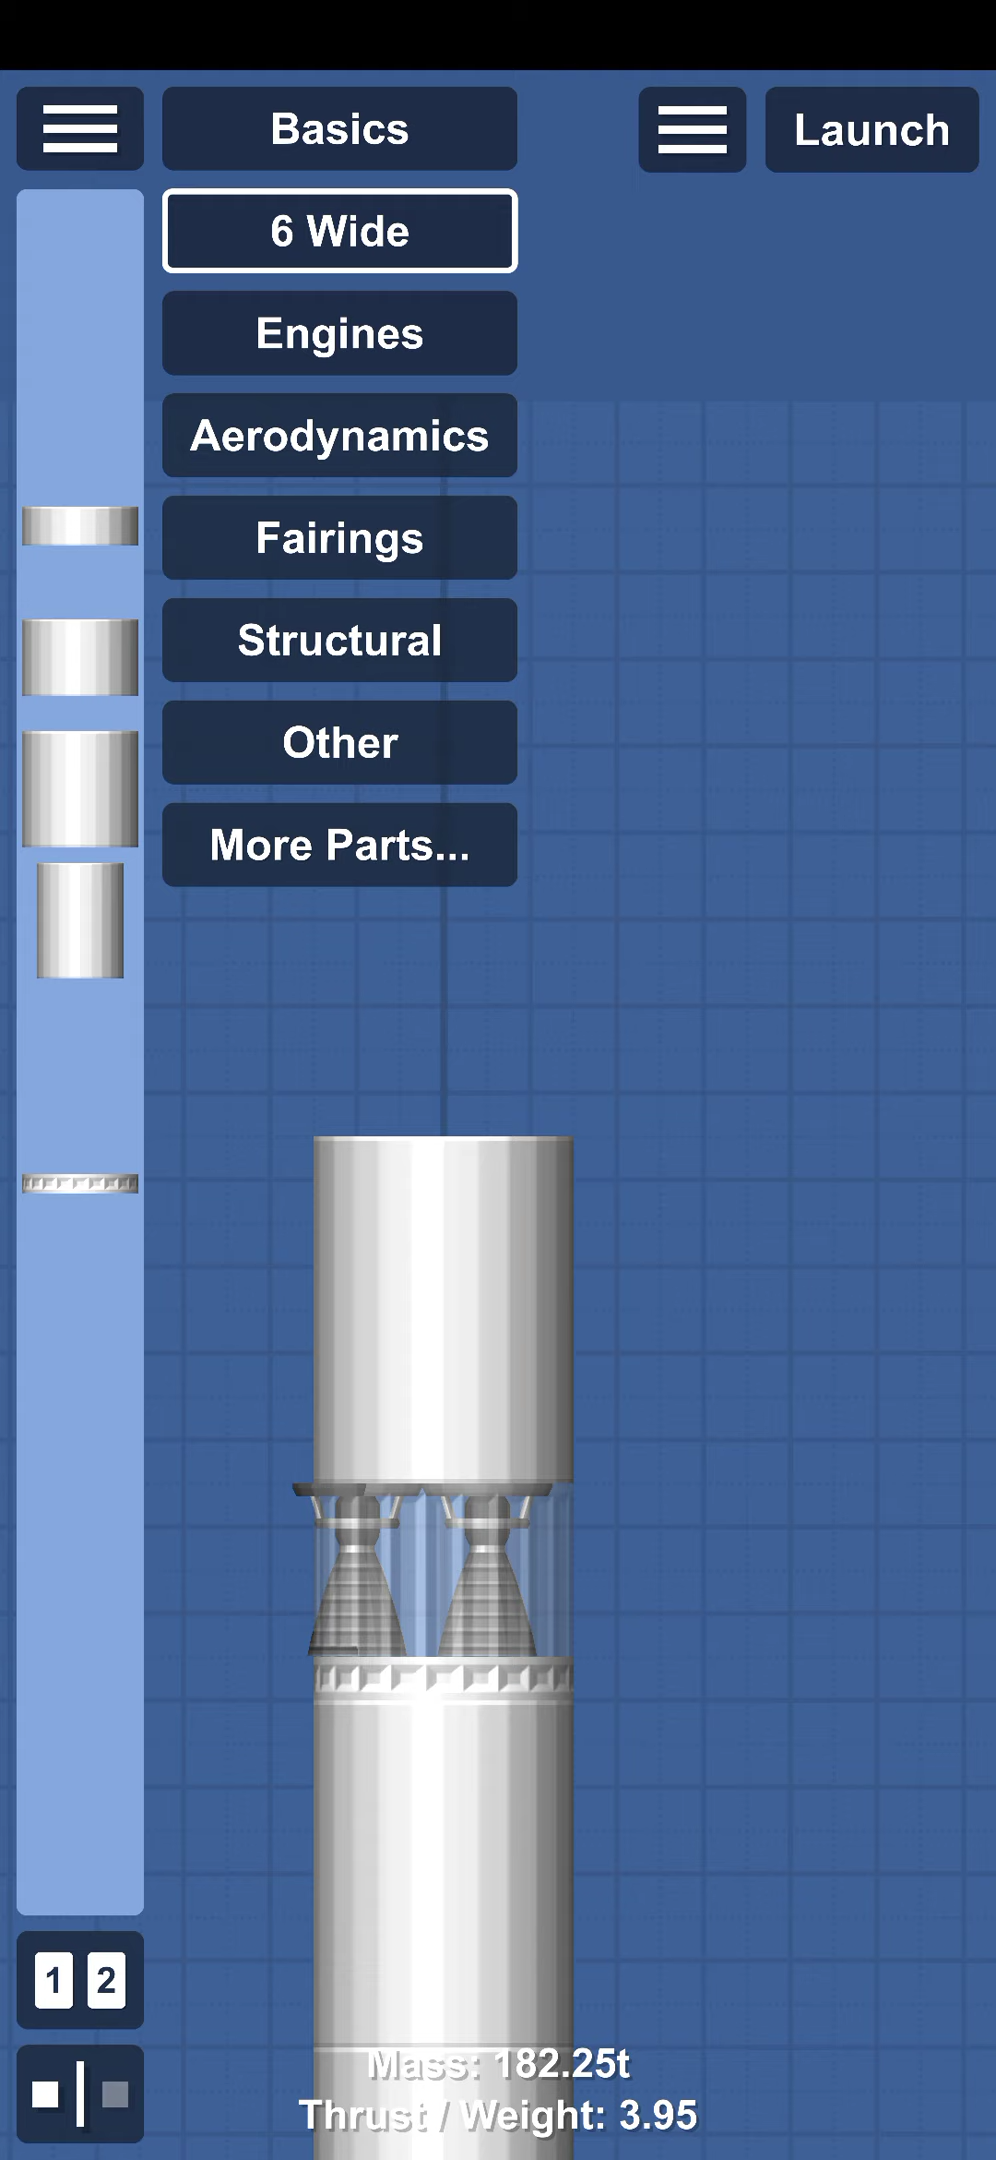 Basics
Launch
6 Wide
Engines
Aerodynamics
Fairings
Structural
Other
More Parts...
1 2
Mass: 182.25t
Thrust / Weight: 3.95